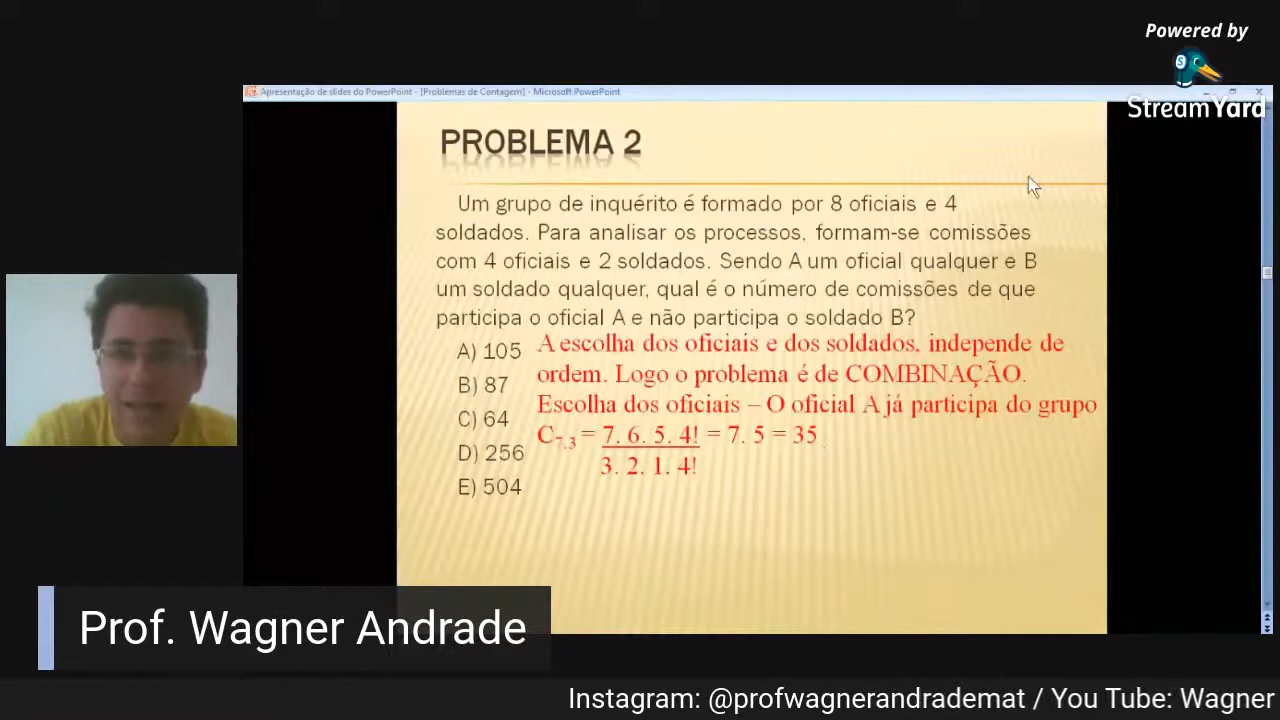 Powered by
StreamYard
Apresentação de slides do PowerPoint - [Problemas de Contagem] - Microsoft PowerPoint
PROBLEMA 2
Um grupo de inquérito é formado por 8 oficiais e 4
soldados. Para analisar os processos, formam-se comissões
com 4 oficiais e 2 soldados. Sendo A um oficial qualquer e B
um soldado qualquer, qual é o número de comissões de que
participa o oficial A e não participa o soldado B?
A) 105
B) 87
C) 64
D) 256
E) 504
A escolha dos oficiais e dos soldados, independe de
ordem. Logo o problema é de COMBINAÇÃO.
Escolha dos oficiais – O oficial A já participa do grupo
C7,3 = 7. 6. 5. 4! = 7. 5 = 35
3. 2. 1. 4!
Prof. Wagner Andrade
Instagram: @profwagnerandrademat / You Tube: Wagner